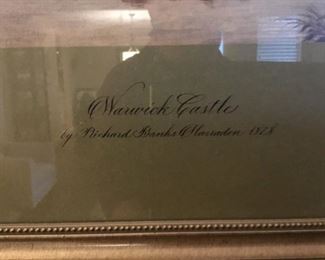 Warwick Castle
by Richard Banks Harraden 1828